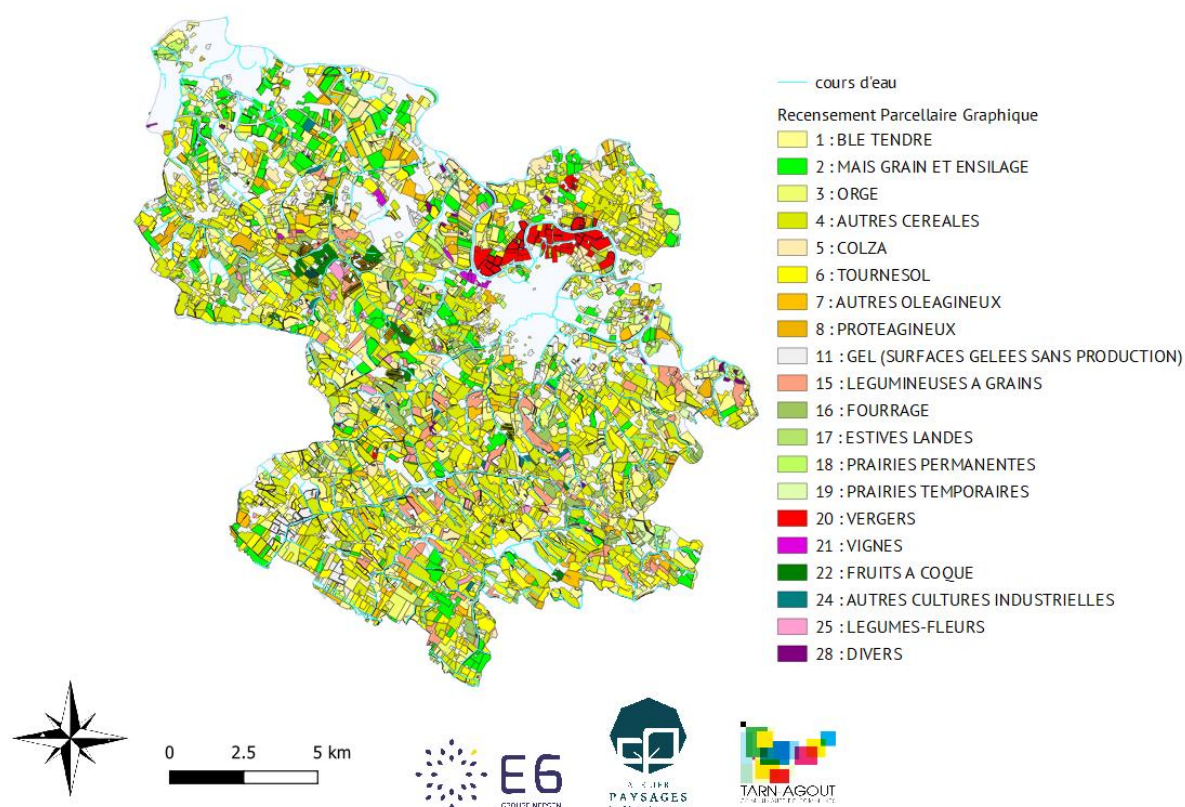 cours d'eau
Recensement Parcellaire Graphique
1 : BLE TENDRE
2 : MAIS GRAIN ET ENSILAGE
3 : ORGE
4 : AUTRES CEREALES
5 : COLZA
6 : TOURNESOL
7 : AUTRES OLEAGINEUX
8 : PROTEAGINEUX
11 : GEL (SURFACES GELEES SANS PRODUCTION)
15 : LEGUMINEUSES A GRAINS
16 : FOURRAGE
17 : ESTIVES LANDES
18 : PRAIRIES PERMANENTES
19 : PRAIRIES TEMPORAIRES
20 : VERGERS
21 : VIGNES
22 : FRUITS A COQUE
24 : AUTRES CULTURES INDUSTRIELLES
25 : LEGUMES-FLEURS
28 : DIVERS
0 2.5 5 km
E6
ATELIER
PAYSAGES
TARN-AGOUT